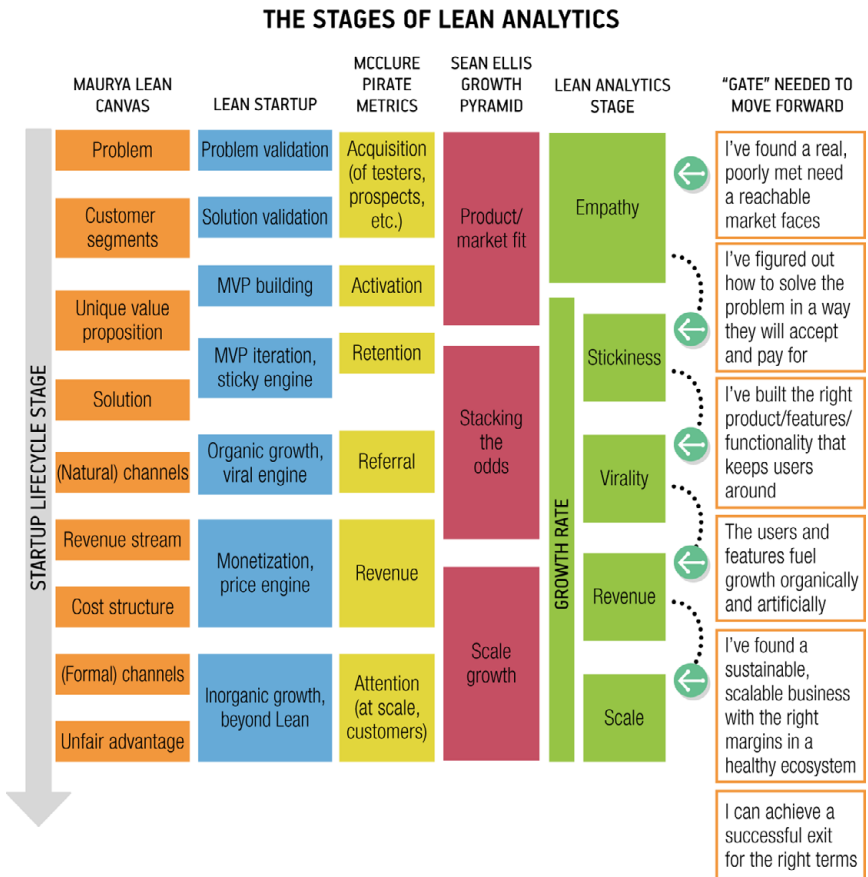 THE STAGES OF LEAN ANALYTICS
MAURYA LEAN
CANVAS
LEAN STARTUP
MCCLURE
PIRATE
METRICS
SEAN ELLIS
GROWTH
PYRAMID
LEAN ANALYTICS
STAGE
“GATE” NEEDED TO
MOVE FORWARD
STARTUP LIFECYCLE STAGE
Problem
Customer
segments
Unique value
proposition
Solution
(Natural) channels
Revenue stream
Cost structure
(Formal) channels
Unfair advantage
Problem validation
Solution validation
MVP building
MVP iteration,
sticky engine
Organic growth,
viral engine
Monetization,
price engine
Inorganic growth,
beyond Lean
Acquisition
(of testers,
prospects,
etc.)
Activation
Retention
Referral
Revenue
Attention
(at scale,
customers)
Product/
market fit
Stacking
the
odds
Scale
growth
Empathy
GROWTH RATE
Stickiness
Virality
Revenue
Scale
I’ve found a real,
poorly met need
a reachable
market faces
I’ve figured out
how to solve the
problem in a way
they will accept
and pay for
I’ve built the right
product/features/
functionality that
keeps users
around
The users and
features fuel
growth organically
and artificially
I’ve found a
sustainable,
scalable business
with the right
margins in a
healthy ecosystem
I can achieve a
successful exit
for the right terms